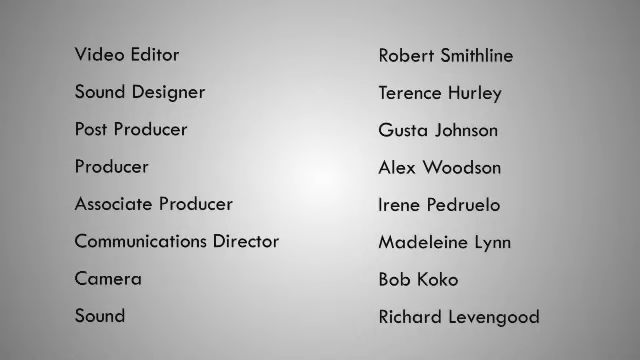 Video Editor Robert Smithline
Sound Designer Terence Hurley
Post Producer Gusta Johnson
Producer Alex Woodson
Associate Producer Irene Pedruelo
Communications Director Madeleine Lynn
Camera Bob Koko
Sound Richard Levengood